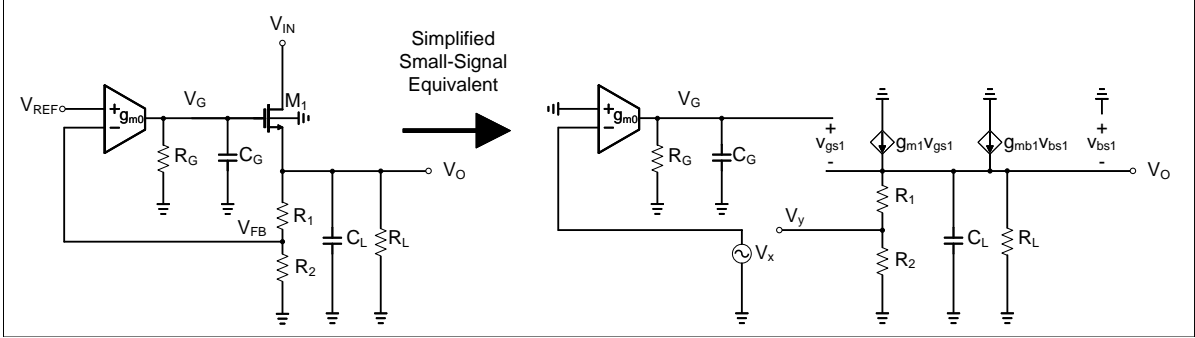 V_IN
Simplified
Small-Signal
Equivalent
V_REF
+
g_m0
−
V_G
M_1
R_G
C_G
V_O
V_FB
R_1
R_2
C_L
R_L
+
g_m0
−
V_G
R_G
C_G
V_x
+
v_gs1
-
g_m1v_gs1
g_mb1v_bs1
+
v_bs1
-
V_O
R_1
V_y
R_2
C_L
R_L